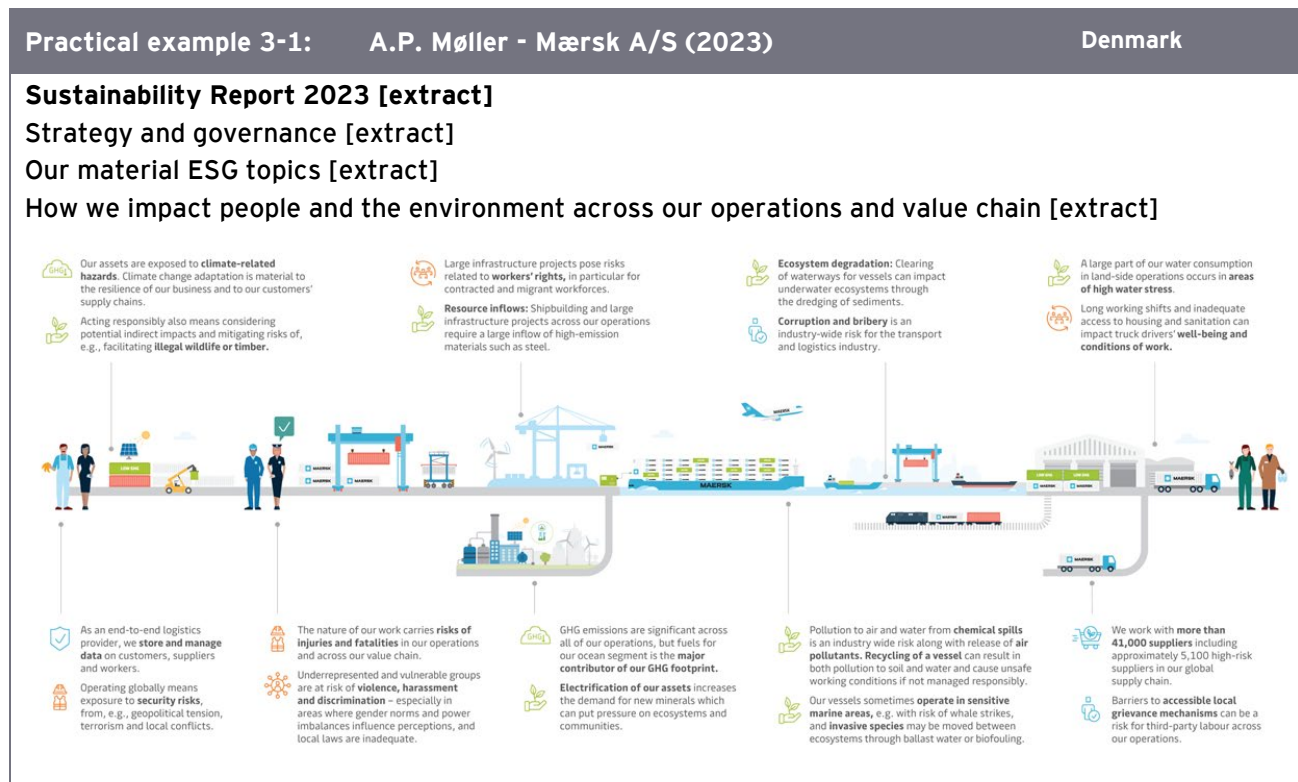 Practical example 3-1: A.P. Møller - Mærsk A/S (2023) Denmark
Sustainability Report 2023 [extract]
Strategy and governance [extract]
Our material ESG topics [extract]
How we impact people and the environment across our operations and value chain [extract]
GHG
Our assets are exposed to climate-related
hazards. Climate change adaptation is material to
the resilience of our business and to our customers'
supply chains.
Acting responsibly also means considering
potential indirect impacts and mitigating risks of,
e.g., facilitating illegal wildlife or timber.
Large infrastructure projects pose risks
related to workers' rights, in particular for
contracted and migrant workforces.
Resource inflows: Shipbuilding and large
infrastructure projects across our operations
require a large inflow of high-emission
materials such as steel.
Ecosystem degradation: Clearing
of waterways for vessels can impact
underwater ecosystems through
the dredging of sediments.
Corruption and bribery is an
industry-wide risk for the transport
and logistics industry.
A large part of our water consumption
in land-side operations occurs in areas
of high water stress.
Long working shifts and inadequate
access to housing and sanitation can
impact truck drivers' well-being and
conditions of work.
MAERSK
MAERSK
MAERSK
MAERSK
MAERSK
MAERSK
MAERSK
MAERSK
MAERSK
MAERSK
MAERSK
As an end-to-end logistics
provider, we store and manage
data on customers, suppliers
and workers.
Operating globally means
exposure to security risks,
from, e.g., geopolitical tension,
terrorism and local conflicts.
The nature of our work carries risks of
injuries and fatalities in our operations
and across our value chain.
Underrepresented and vulnerable groups
are at risk of violence, harassment
and discrimination – especially in
areas where gender norms and power
imbalances influence perceptions, and
local laws are inadequate.
GHG
GHG emissions are significant across
all of our operations, but fuels for
our ocean segment is the major
contributor of our GHG footprint.
Electrification of our assets increases
the demand for new minerals which
can put pressure on ecosystems and
communities.
Pollution to air and water from chemical spills
is an industry wide risk along with release of air
pollutants. Recycling of a vessel can result in
both pollution to soil and water and cause unsafe
working conditions if not managed responsibly.
Our vessels sometimes operate in sensitive
marine areas, e.g. with risk of whale strikes,
and invasive species may be moved between
ecosystems through ballast water or biofouling.
We work with more than
41,000 suppliers including
approximately 5,100 high-risk
suppliers in our global
supply chain.
Barriers to accessible local
grievance mechanisms can be a
risk for third-party labour across
our operations.